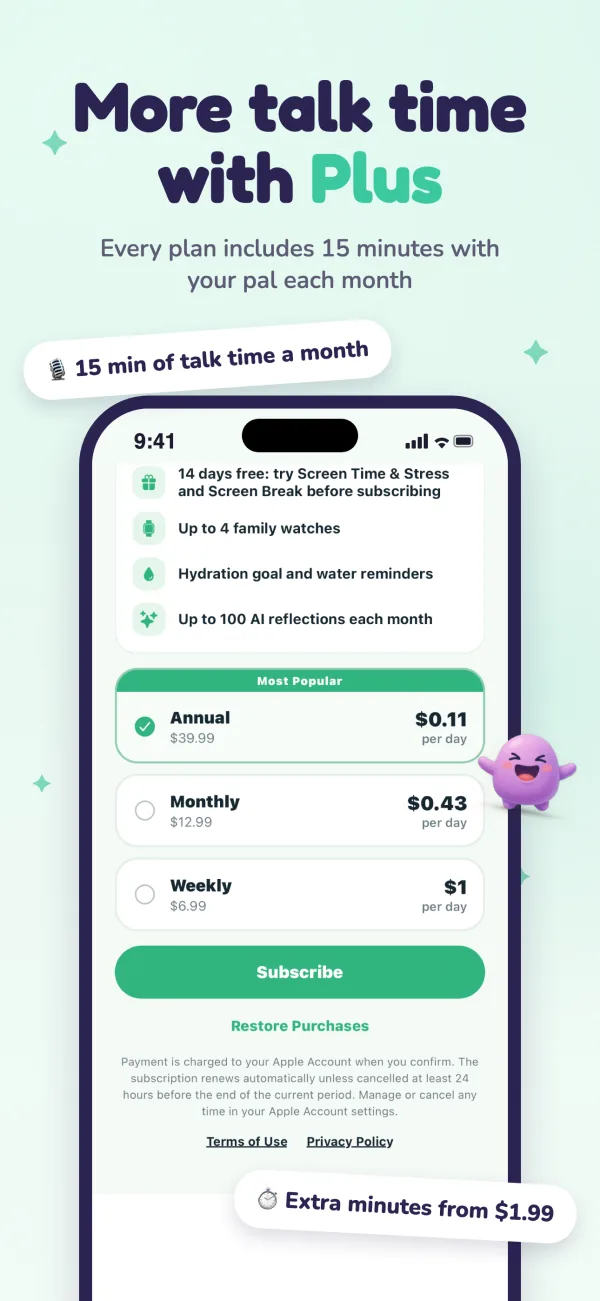 More talk time
with Plus
Every plan includes 15 minutes with
your pal each month
15 min of talk time a month
9:41
14 days free: try Screen Time & Stress
and Screen Break before subscribing
Up to 4 family watches
Hydration goal and water reminders
Up to 100 AI reflections each month
Most Popular
Annual
$0.11
$39.99
per day
Monthly
$0.43
$12.99
per day
Weekly
$1
$6.99
per day
Subscribe
Restore Purchases
Payment is charged to your Apple Account when you confirm. The
subscription renews automatically unless cancelled at least 24
hours before the end of the current period. Manage or cancel any
time in your Apple Account settings.
Terms of Use Privacy Policy
Extra minutes from $1.99